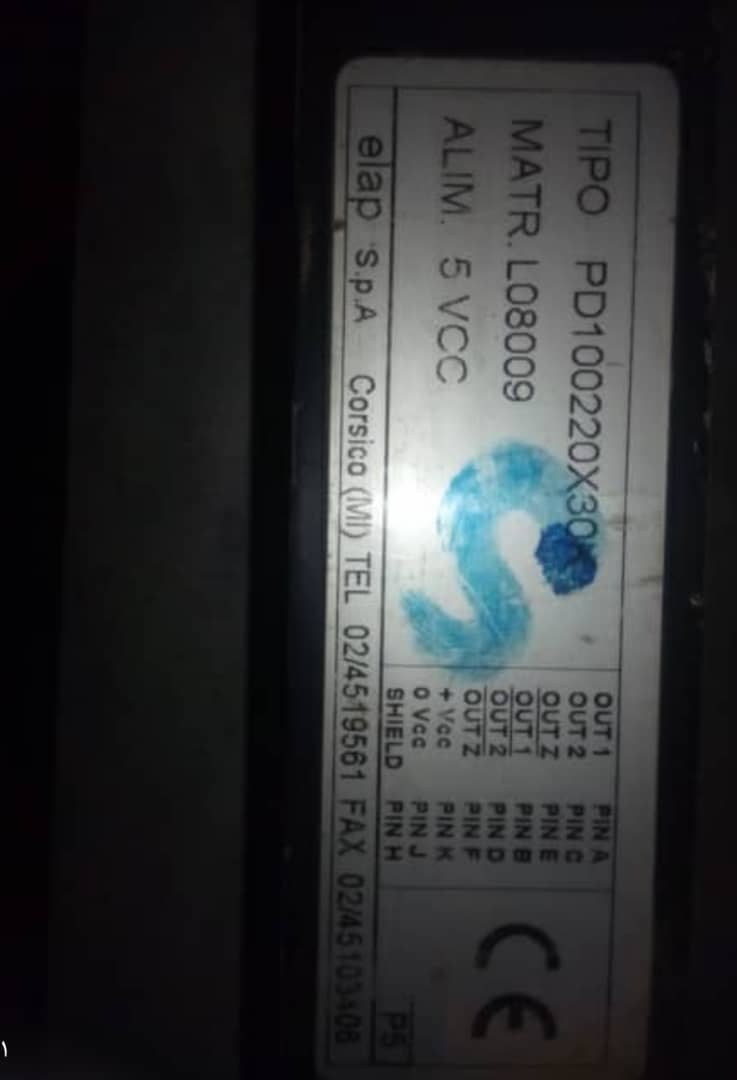 TIPO PD100220X30
MATR. L08009
ALIM. 5 VCC
OUT 1 PIN A
OUT 2 PIN C
OUT Z PIN E
OUT 1 PIN B
OUT 2 PIN D
OUT Z PIN F
+ Vcc PIN K
0 Vcc PIN J
SHIELD PIN H
CE
P5
elap s.p.A Corsico (MI) TEL 02/4519561 FAX 02/45103406